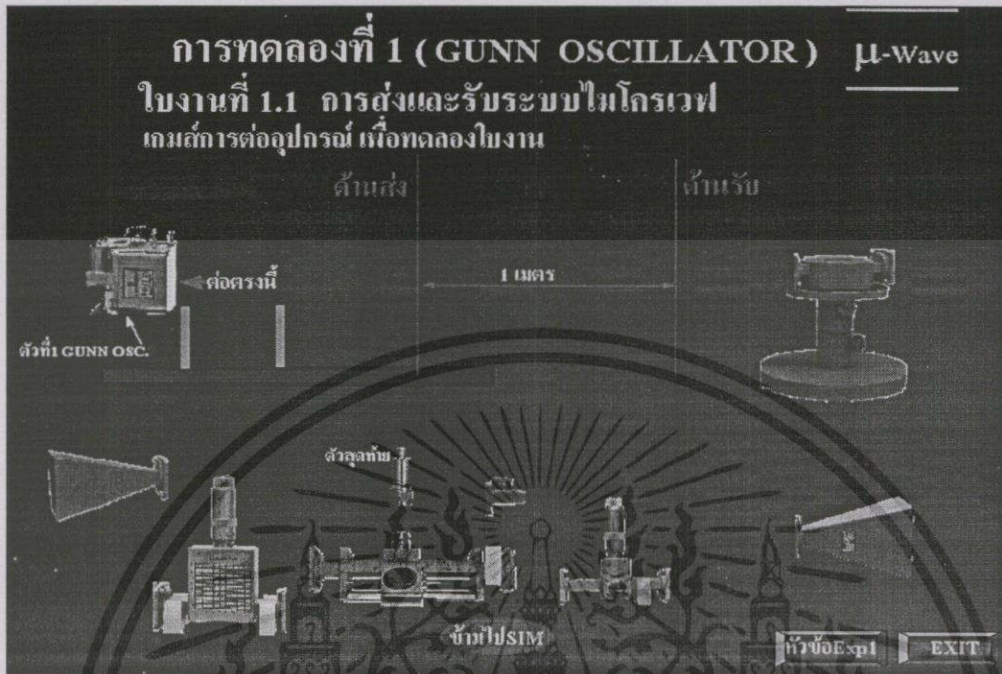 การทดลองที่ 1 ( GUNN OSCILLATOR )
μ-Wave
ใบงานที่ 1.1 การส่งและรับระบบไมโครเวฟ
เกมส์การต่ออุปกรณ์ เพื่อทดลองใบงาน
ด้านส่ง
ด้านรับ
ต่อตรงนี้
1 เมตร
ตัวที่1 GUNN OSC.
ตัวสุดท้าย
ข้ามไปSIM
หัวข้อExp1
EXIT